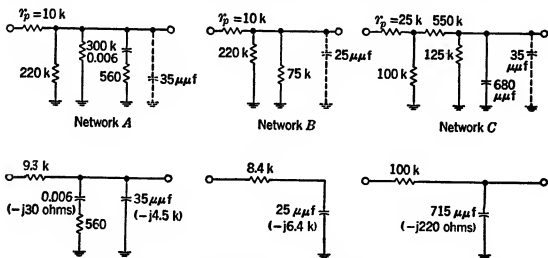 r_p = 10 k
220 k
300 k
0.006
560
35 μμf
Network A
r_p = 10 k
220 k
75 k
25 μμf
Network B
r_p = 25 k
550 k
100 k
125 k
680 μμf
35 μμf
Network C
9.3 k
0.006
(-j30 ohms)
560
35 μμf
(-j4.5 k)
8.4 k
25 μμf
(-j6.4 k)
100 k
715 μμf
(-j220 ohms)